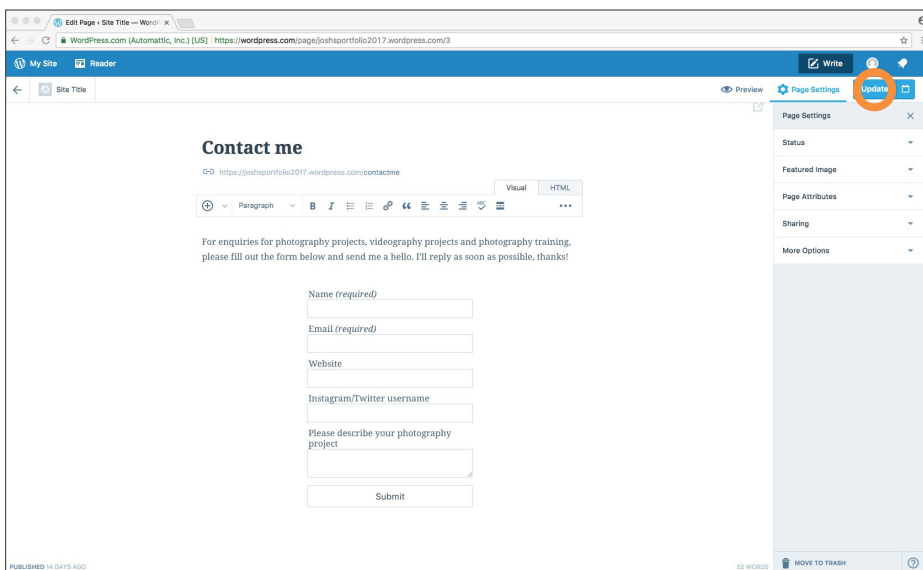 Edit Page ‹ Site Title — WordP
WordPress.com (Automattic, Inc.) [US] https://wordpress.com/page/joshsportfolio2017.wordpress.com/3
My Site Reader Write
Site Title Preview Page Settings Update
Page Settings
Contact me
Status
https://joshsportfolio2017.wordpress.com/contactme
Featured Image
Visual HTML
Paragraph B I ABC
Page Attributes
Sharing
For enquiries for photography projects, videography projects and photography training,
please fill out the form below and send me a hello. I'll reply as soon as possible, thanks!
More Options
Name (required)
Email (required)
Website
Instagram/Twitter username
Please describe your photography
project
Submit
PUBLISHED 14 DAYS AGO 52 WORDS MOVE TO TRASH